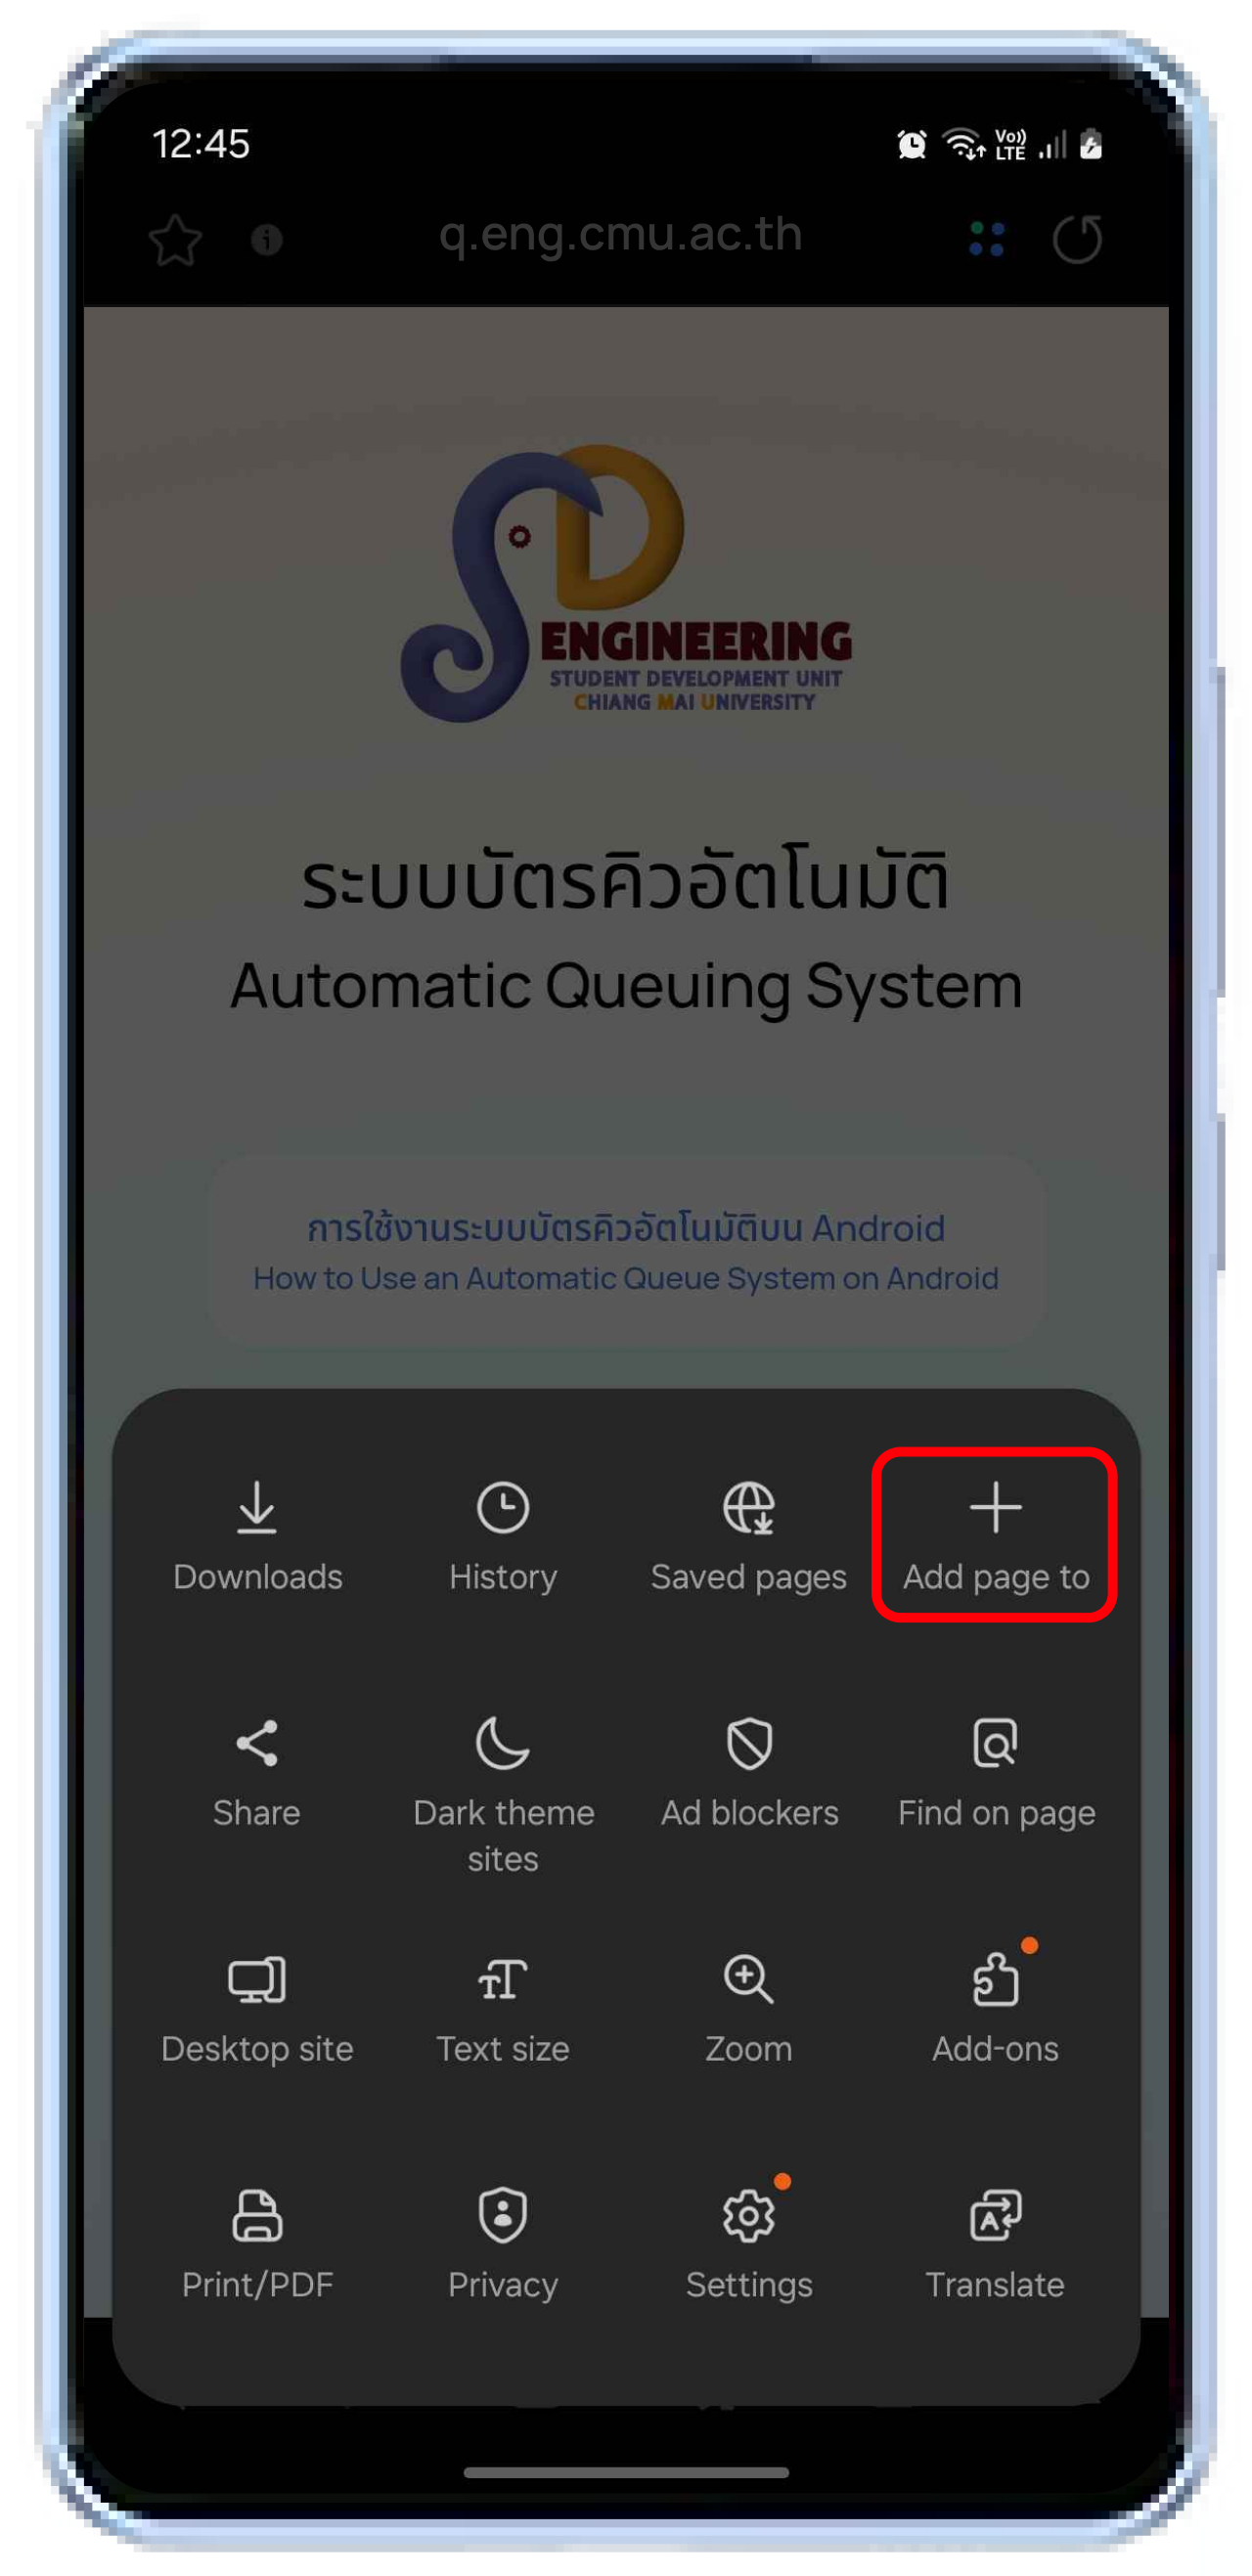 12:45
Vo))
LTE
q.eng.cmu.ac.th
SD
ENGINEERING
STUDENT DEVELOPMENT UNIT
CHIANG MAI UNIVERSITY
ระบบบัตรคิวอัตโนมัติ
Automatic Queuing System
การใช้งานระบบบัตรคิวอัตโนมัติบน Android
How to Use an Automatic Queue System on Android
Downloads History Saved pages Add page to
Share Dark theme sites Ad blockers Find on page
Desktop site Text size Zoom Add-ons
Print/PDF Privacy Settings Translate